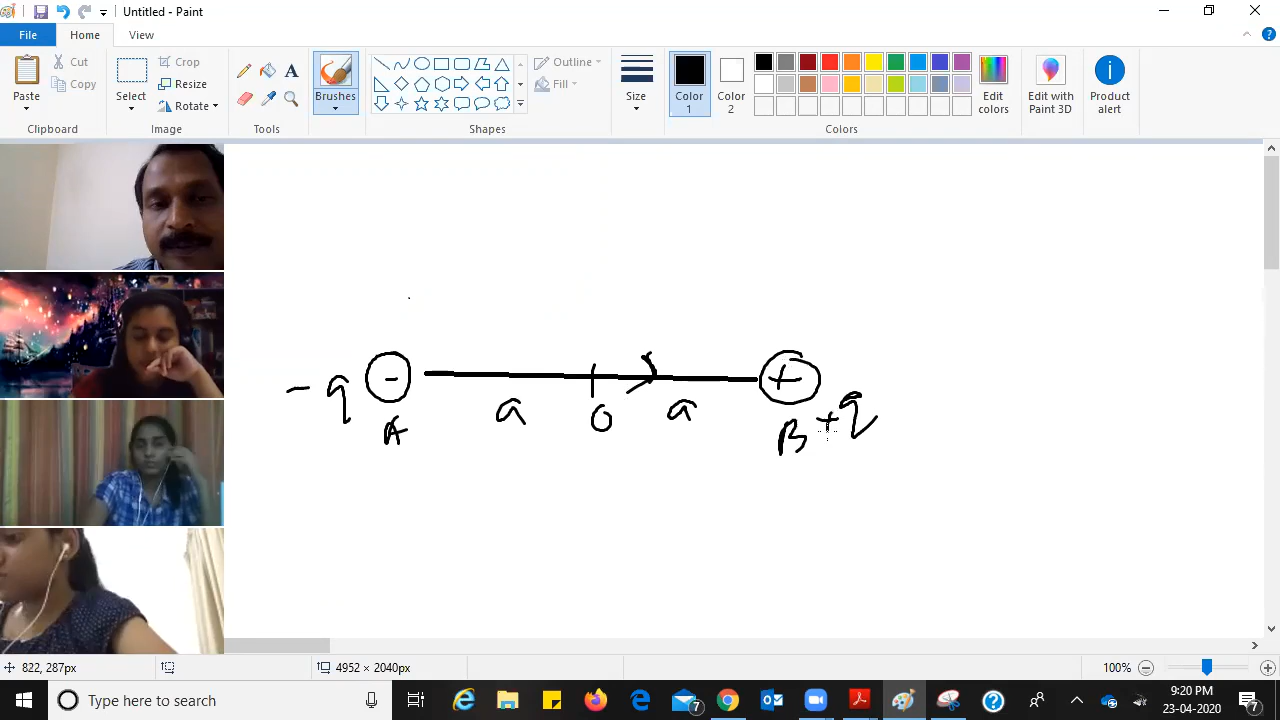 Untitled - Paint
File Home View
Paste
Cut
Copy
Clipboard
Select
Crop
Resize
Rotate
Image
Tools
Brushes
Shapes
Outline
Fill
Size
Color 1
Color 2
Colors
Edit colors
Edit with Paint 3D
Product alert
- q - + + q
A a O a B
822, 287px
4952 × 2040px
100%
Type here to search
7
9:20 PM
23-04-2020
7